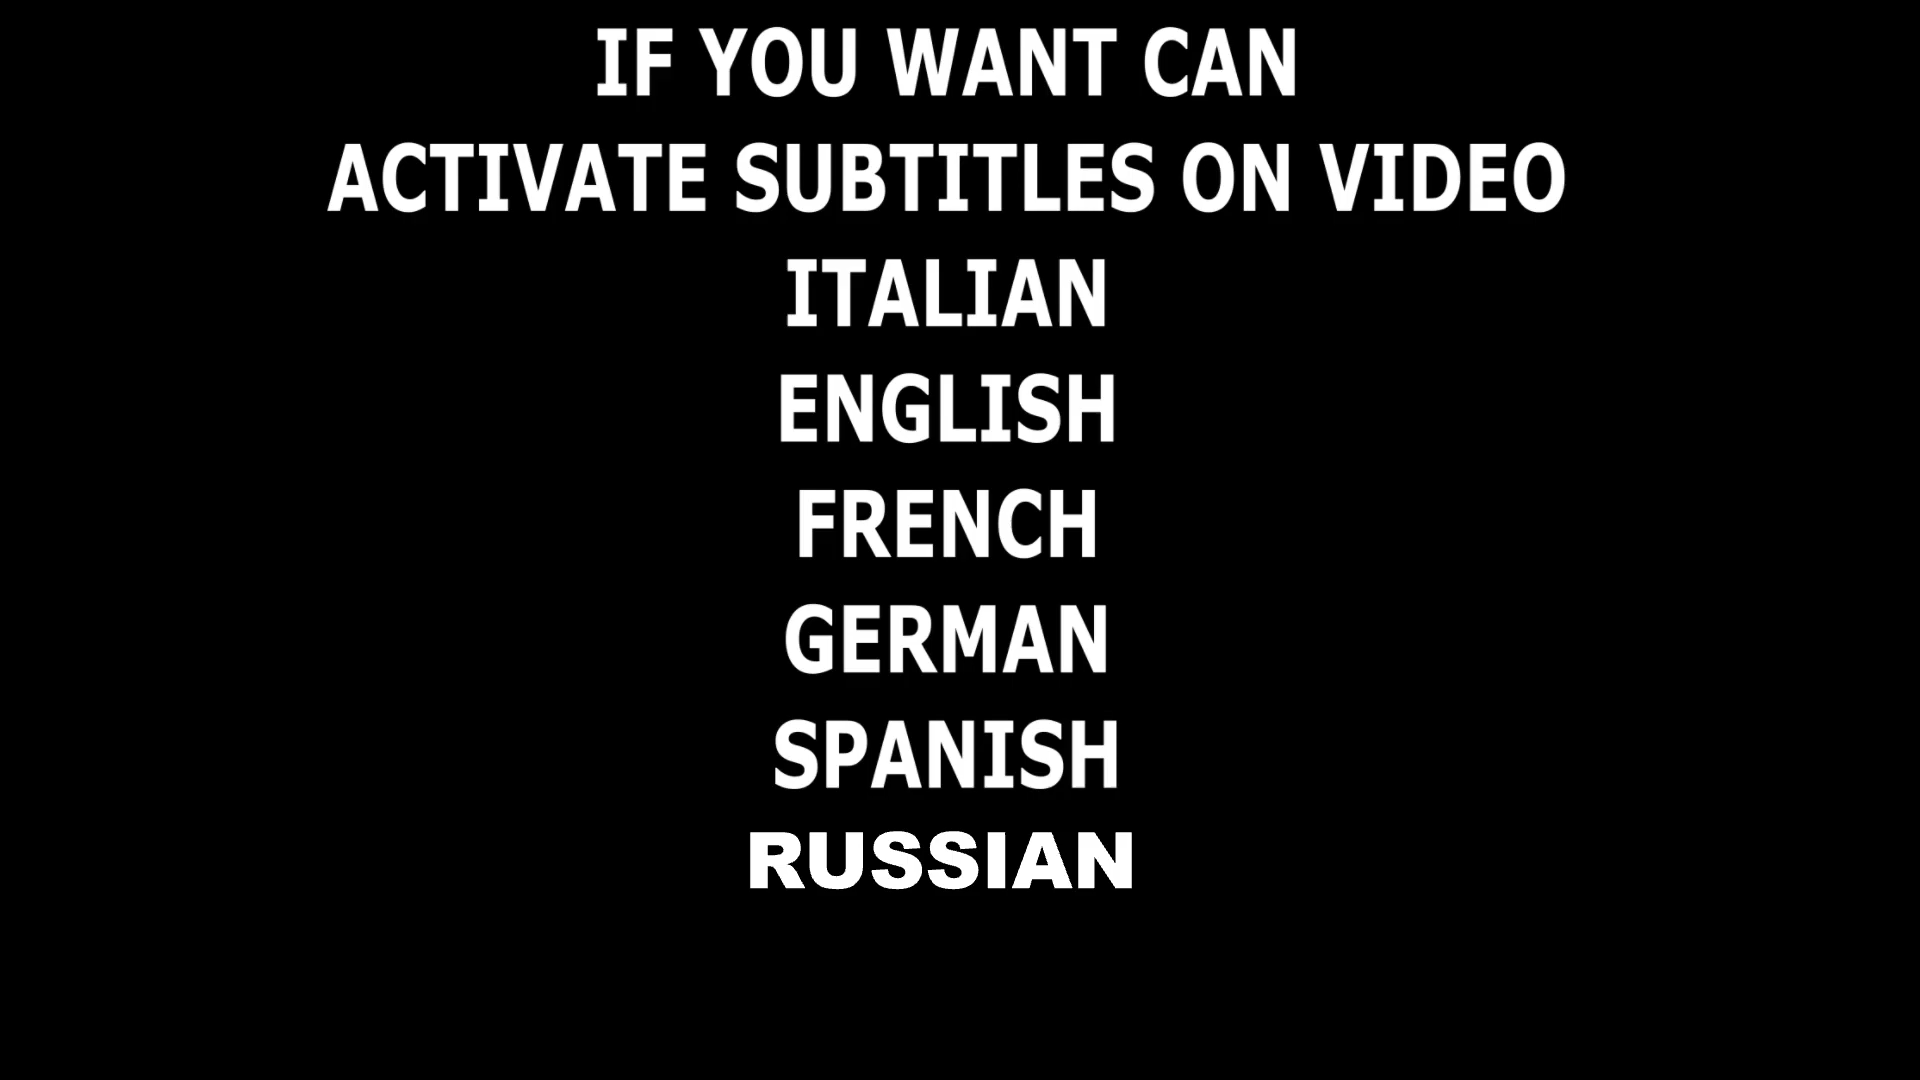 IF YOU WANT CAN
ACTIVATE SUBTITLES ON VIDEO
ITALIAN
ENGLISH
FRENCH
GERMAN
SPANISH
RUSSIAN